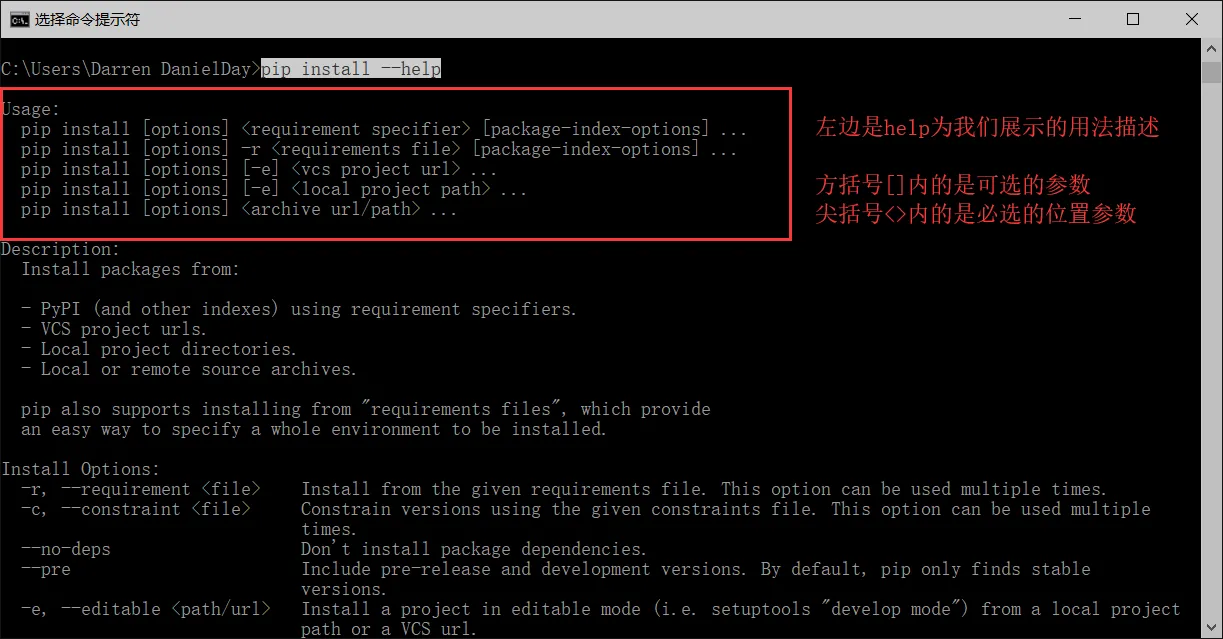 选择命令提示符
C:\Users\Darren DanielDay>pip install --help
Usage:
pip install [options] <requirement specifier> [package-index-options] ...
pip install [options] -r <requirements file> [package-index-options] ...
pip install [options] [-e] <vcs project url> ...
pip install [options] [-e] <local project path> ...
pip install [options] <archive url/path> ...
左边是help为我们展示的用法描述
方括号[]内的是可选的参数
尖括号<>内的是必选的位置参数
Description:
Install packages from:
- PyPI (and other indexes) using requirement specifiers.
- VCS project urls.
- Local project directories.
- Local or remote source archives.
pip also supports installing from "requirements files", which provide
an easy way to specify a whole environment to be installed.
Install Options:
-r, --requirement <file> Install from the given requirements file. This option can be used multiple times.
-c, --constraint <file> Constrain versions using the given constraints file. This option can be used multiple
times.
--no-deps Don't install package dependencies.
--pre Include pre-release and development versions. By default, pip only finds stable
versions.
-e, --editable <path/url> Install a project in editable mode (i.e. setuptools "develop mode") from a local project
path or a VCS url.